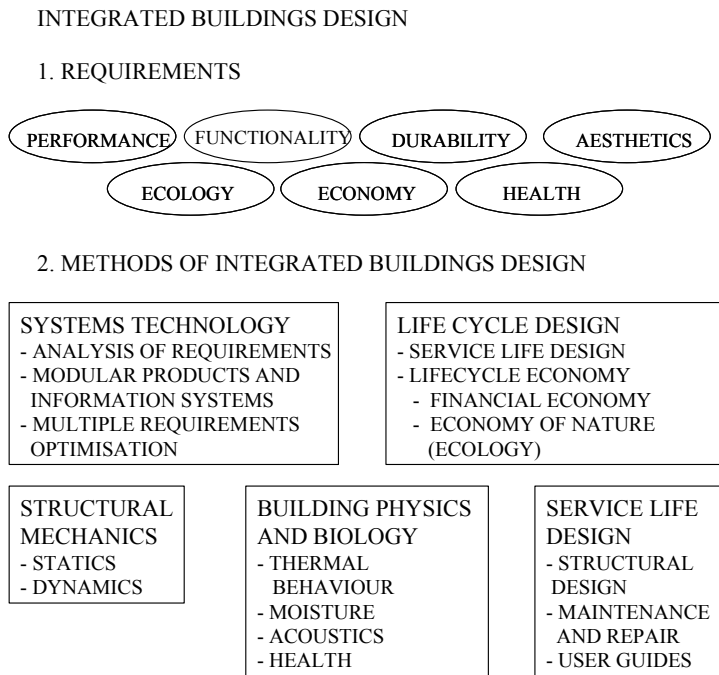 INTEGRATED BUILDINGS DESIGN
1. REQUIREMENTS
PERFORMANCE FUNCTIONALITY DURABILITY AESTHETICS
ECOLOGY ECONOMY HEALTH
2. METHODS OF INTEGRATED BUILDINGS DESIGN
SYSTEMS TECHNOLOGY
- ANALYSIS OF REQUIREMENTS
- MODULAR PRODUCTS AND
INFORMATION SYSTEMS
- MULTIPLE REQUIREMENTS
OPTIMISATION
LIFE CYCLE DESIGN
- SERVICE LIFE DESIGN
- LIFECYCLE ECONOMY
- FINANCIAL ECONOMY
- ECONOMY OF NATURE
(ECOLOGY)
STRUCTURAL
MECHANICS
- STATICS
- DYNAMICS
BUILDING PHYSICS
AND BIOLOGY
- THERMAL
BEHAVIOUR
- MOISTURE
- ACOUSTICS
- HEALTH
SERVICE LIFE
DESIGN
- STRUCTURAL
DESIGN
- MAINTENANCE
AND REPAIR
- USER GUIDES